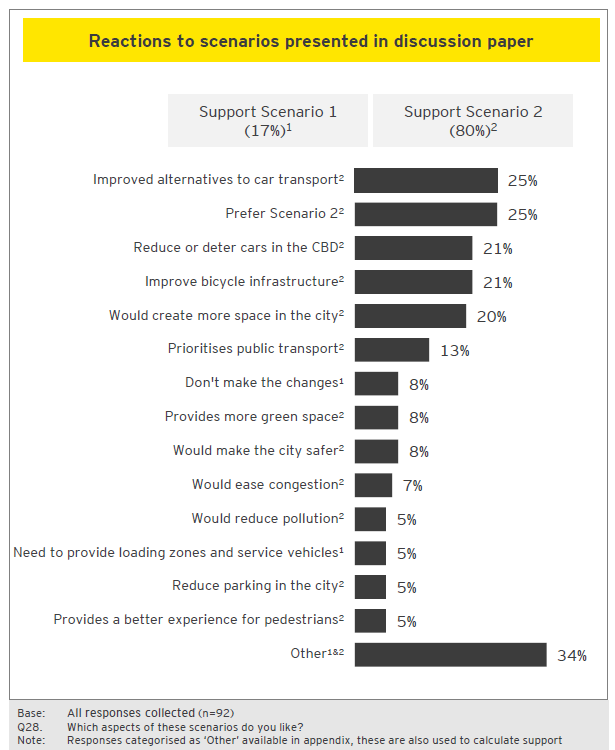 Reactions to scenarios presented in discussion paper
Support Scenario 1
(17%)¹
Support Scenario 2
(80%)²
Improved alternatives to car transport² 25%
Prefer Scenario 2² 25%
Reduce or deter cars in the CBD² 21%
Improve bicycle infrastructure² 21%
Would create more space in the city² 20%
Prioritises public transport² 13%
Don't make the changes¹ 8%
Provides more green space² 8%
Would make the city safer² 8%
Would ease congestion² 7%
Would reduce pollution² 5%
Need to provide loading zones and service vehicles¹ 5%
Reduce parking in the city² 5%
Provides a better experience for pedestrians² 5%
Other¹&² 34%
Base: All responses collected (n=92)
Q28. Which aspects of these scenarios do you like?
Note: Responses categorised as ‘Other’ available in appendix, these are also used to calculate support